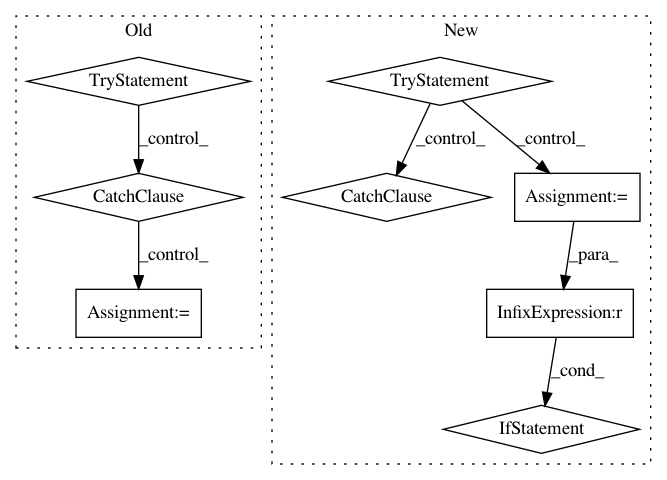 Old
New
TryStatement
TryStatement
_control_
_control_
_control_
CatchClause
CatchClause
Assignment:=
_control_
_para_
Assignment:=
InfixExpression:r
_cond_
IfStatement